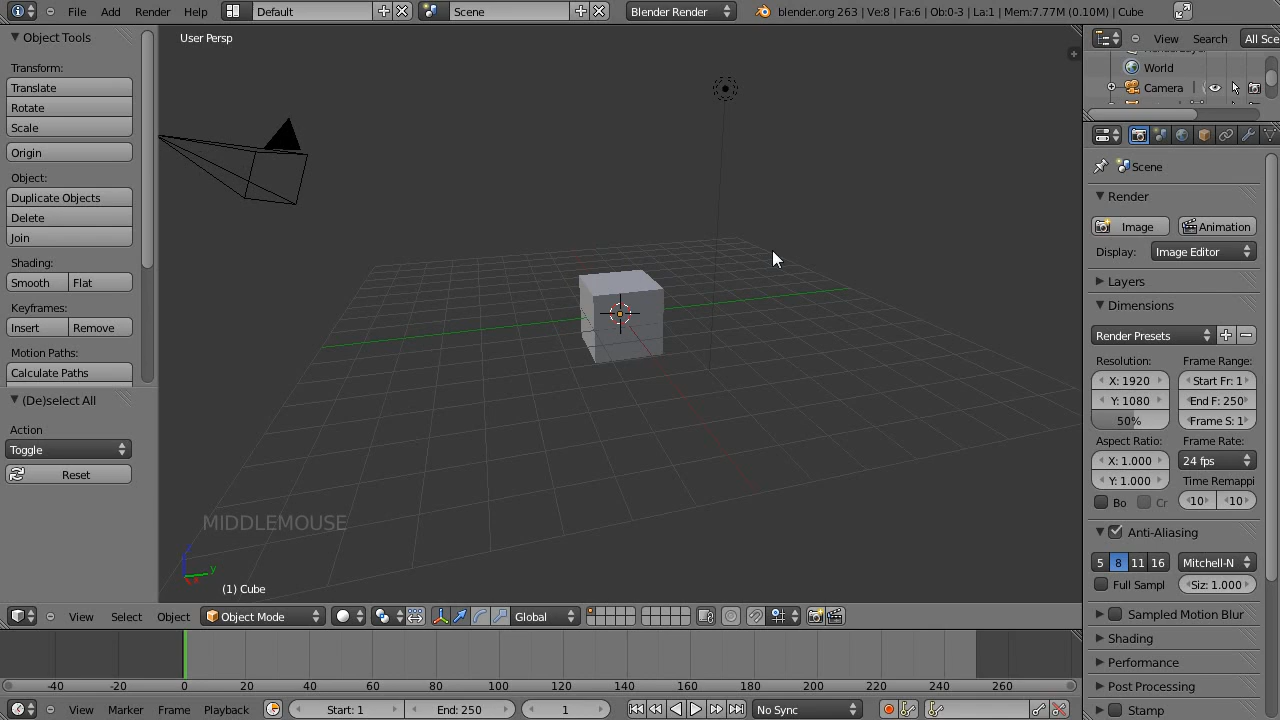 File Add Render Help Default Scene Blender Render blender.org 263 | Ve:8 | Fa:6 | Ob:0-3 | La:1 | Mem:7.77M (0.10M) | Cube
Object Tools
Transform:
Translate
Rotate
Scale
Origin
Object:
Duplicate Objects
Delete
Join
Shading:
Smooth Flat
Keyframes:
Insert Remove
Motion Paths:
Calculate Paths
(De)select All
Action
Toggle
Reset
User Persp
MIDDLEMOUSE
y
(1) Cube
View Select Object Object Mode Global
-40 -20 0 20 40 60 80 100 120 140 160 180 200 220 240 260
View Marker Frame Playback Start: 1 End: 250 1 No Sync
View Search All Sce
World
Camera
Scene
Render
Image Animation
Display: Image Editor
Layers
Dimensions
Render Presets
Resolution: Frame Range:
X: 1920 Start Fr: 1
Y: 1080 End F: 250
50% Frame S: 1
Aspect Ratio: Frame Rate:
X: 1.000 24 fps
Y: 1.000 Time Remappi
Bo Cr 10 10
Anti-Aliasing
5 8 11 16 Mitchell-N
Full Sampl Siz: 1.000
Sampled Motion Blur
Shading
Performance
Post Processing
Stamp